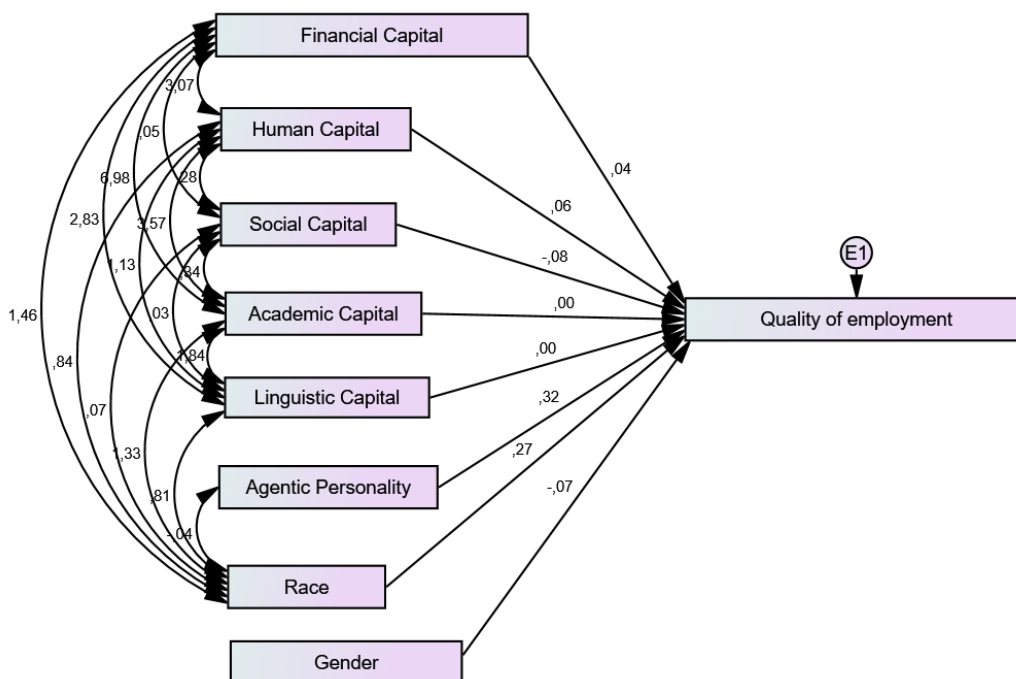 Financial Capital
3,07
Human Capital
,04
,05
,06
6,98
,28
2,83
Social Capital
3,57
-,08
E1
1,13
,34
Academic Capital
,00
Quality of employment
,03
1,46
1,84
,00
,84
Linguistic Capital
,07
,32
1,33
,27
,81
Agentic Personality
-,07
-,04
Race
Gender